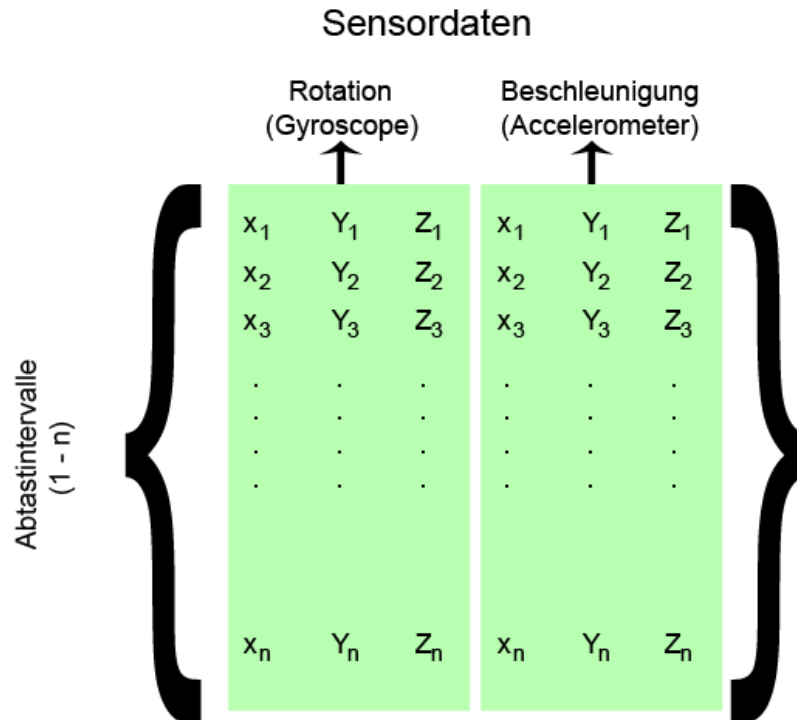 Sensordaten
Rotation
(Gyroscope)
Beschleunigung
(Accelerometer)
Abtastintervalle
(1 - n)
x₁ Y₁ Z₁ x₁ Y₁ Z₁
x₂ Y₂ Z₂ x₂ Y₂ Z₂
x₃ Y₃ Z₃ x₃ Y₃ Z₃
. . . . . .
. . . . . .
. . . . . .
. . . . . .
xₙ Yₙ Zₙ xₙ Yₙ Zₙ